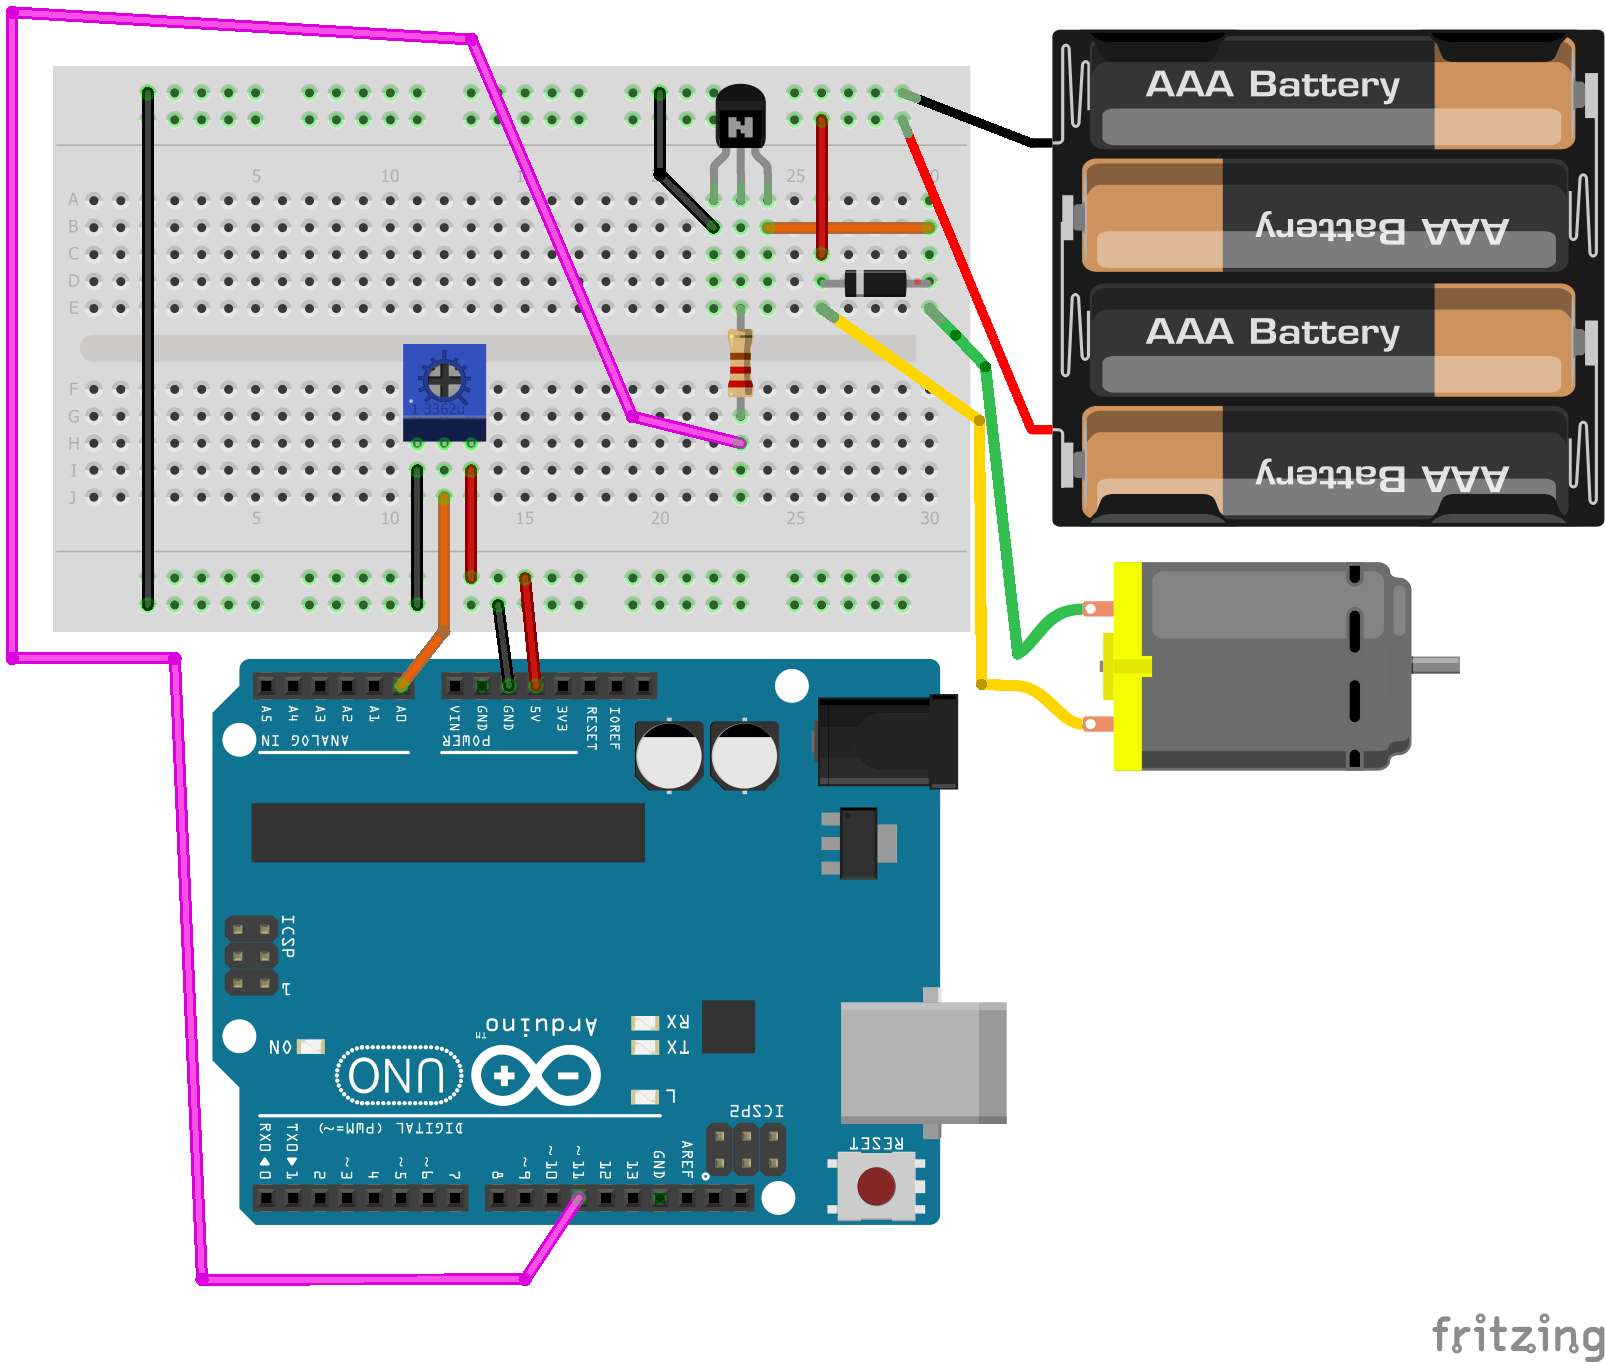 AAA Battery
AAA Battery
AAA Battery
AAA Battery
5 10 25 30
A
B
C
D
E
F
G
H
I
J
5 10 15 20 25 30
1 3362u
A5 A4 A3 A2 A1 A0
VIN GND GND 5V 3V3 RESET IOREF
ANALOG IN
POWER
ICSP
1
Arduino
TM
RX
TX
ON
UNO
L
ICSP2
DIGITAL (PWM=~)
RESET
RX0 TX0
0 1 2 ~3 4 ~5 ~6 7 8 ~9 ~10 ~11 12 13 GND AREF
fritzing